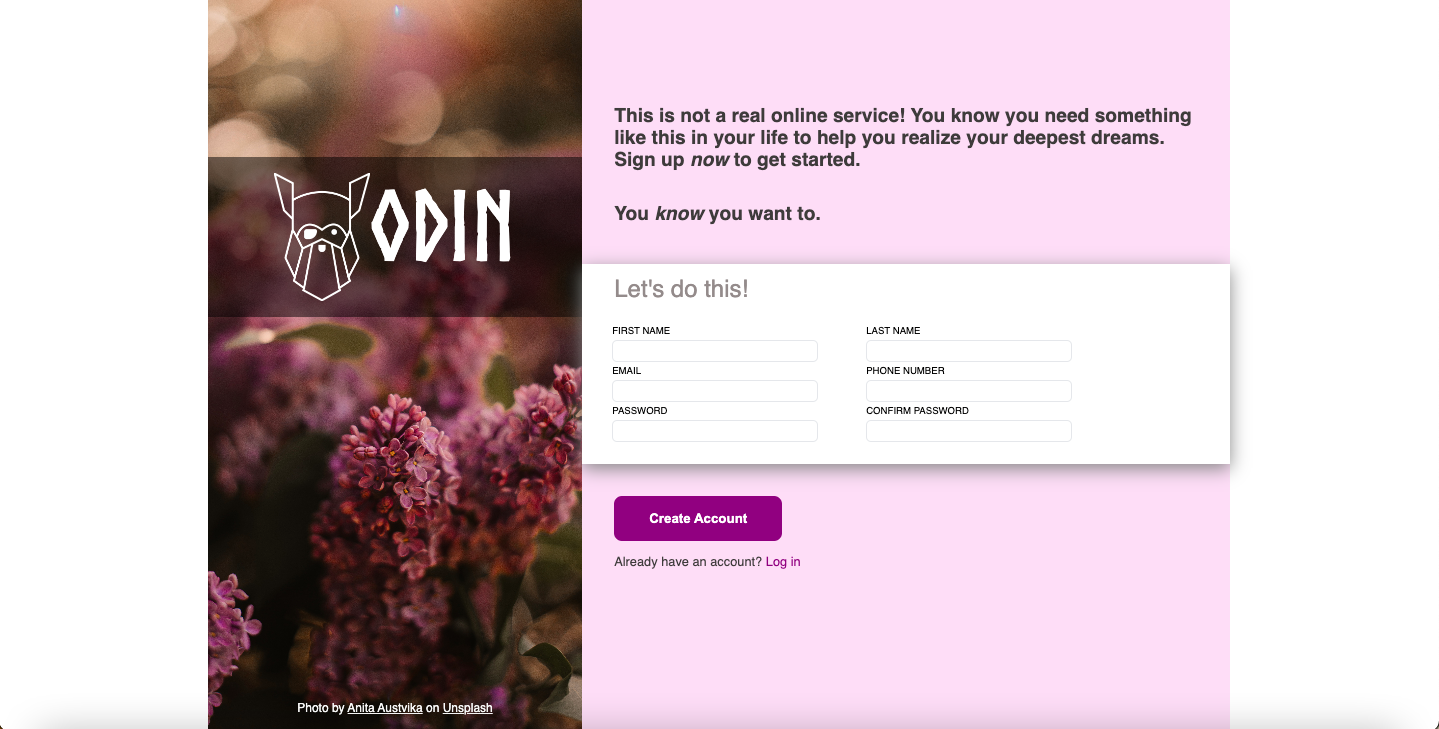 ODIN
Photo by Anita Austvika on Unsplash
This is not a real online service! You know you need something
like this in your life to help you realize your deepest dreams.
Sign up now to get started.
You know you want to.
Let's do this!
FIRST NAME
LAST NAME
EMAIL
PHONE NUMBER
PASSWORD
CONFIRM PASSWORD
Create Account
Already have an account? Log in